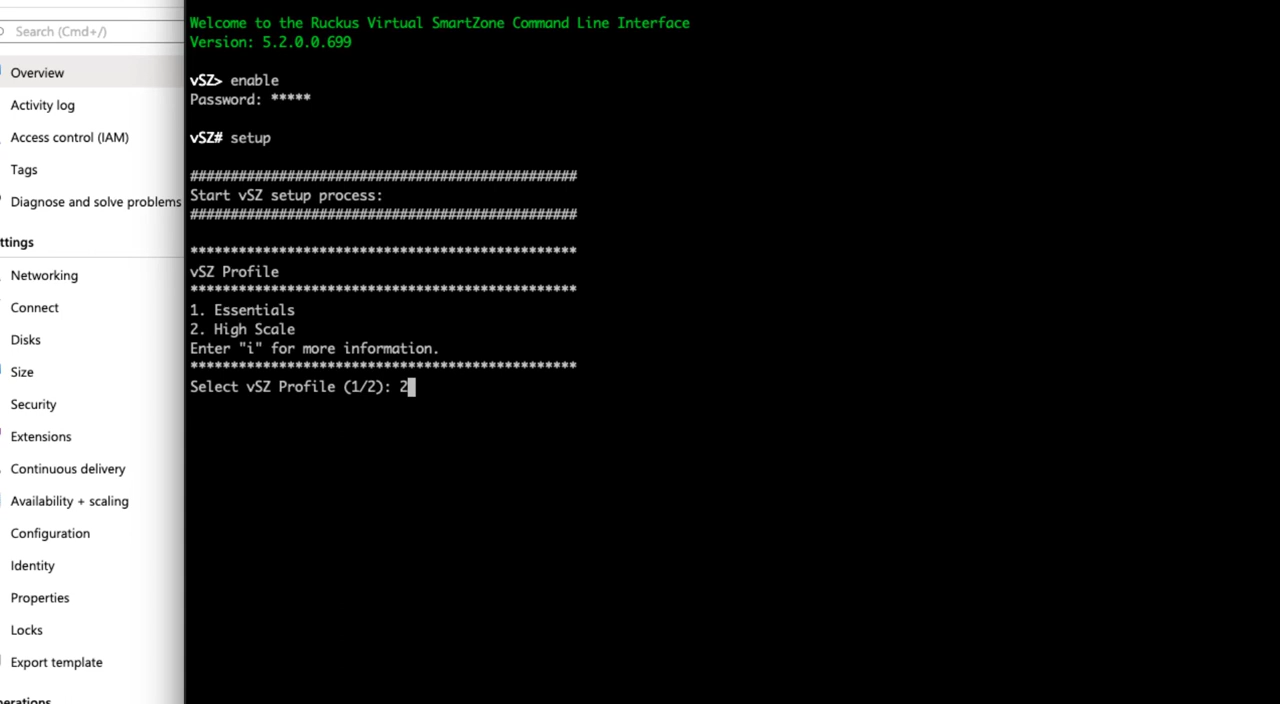 Search (Cmd+/)
Overview
Activity log
Access control (IAM)
Tags
Diagnose and solve problems
ttings
Networking
Connect
Disks
Size
Security
Extensions
Continuous delivery
Availability + scaling
Configuration
Identity
Properties
Locks
Export template
perations
Welcome to the Ruckus Virtual SmartZone Command Line Interface
Version: 5.2.0.0.699
vSZ> enable
Password: *****
vSZ# setup
################################################
Start vSZ setup process:
################################################
************************************************
vSZ Profile
************************************************
1. Essentials
2. High Scale
Enter "i" for more information.
************************************************
Select vSZ Profile (1/2): 2